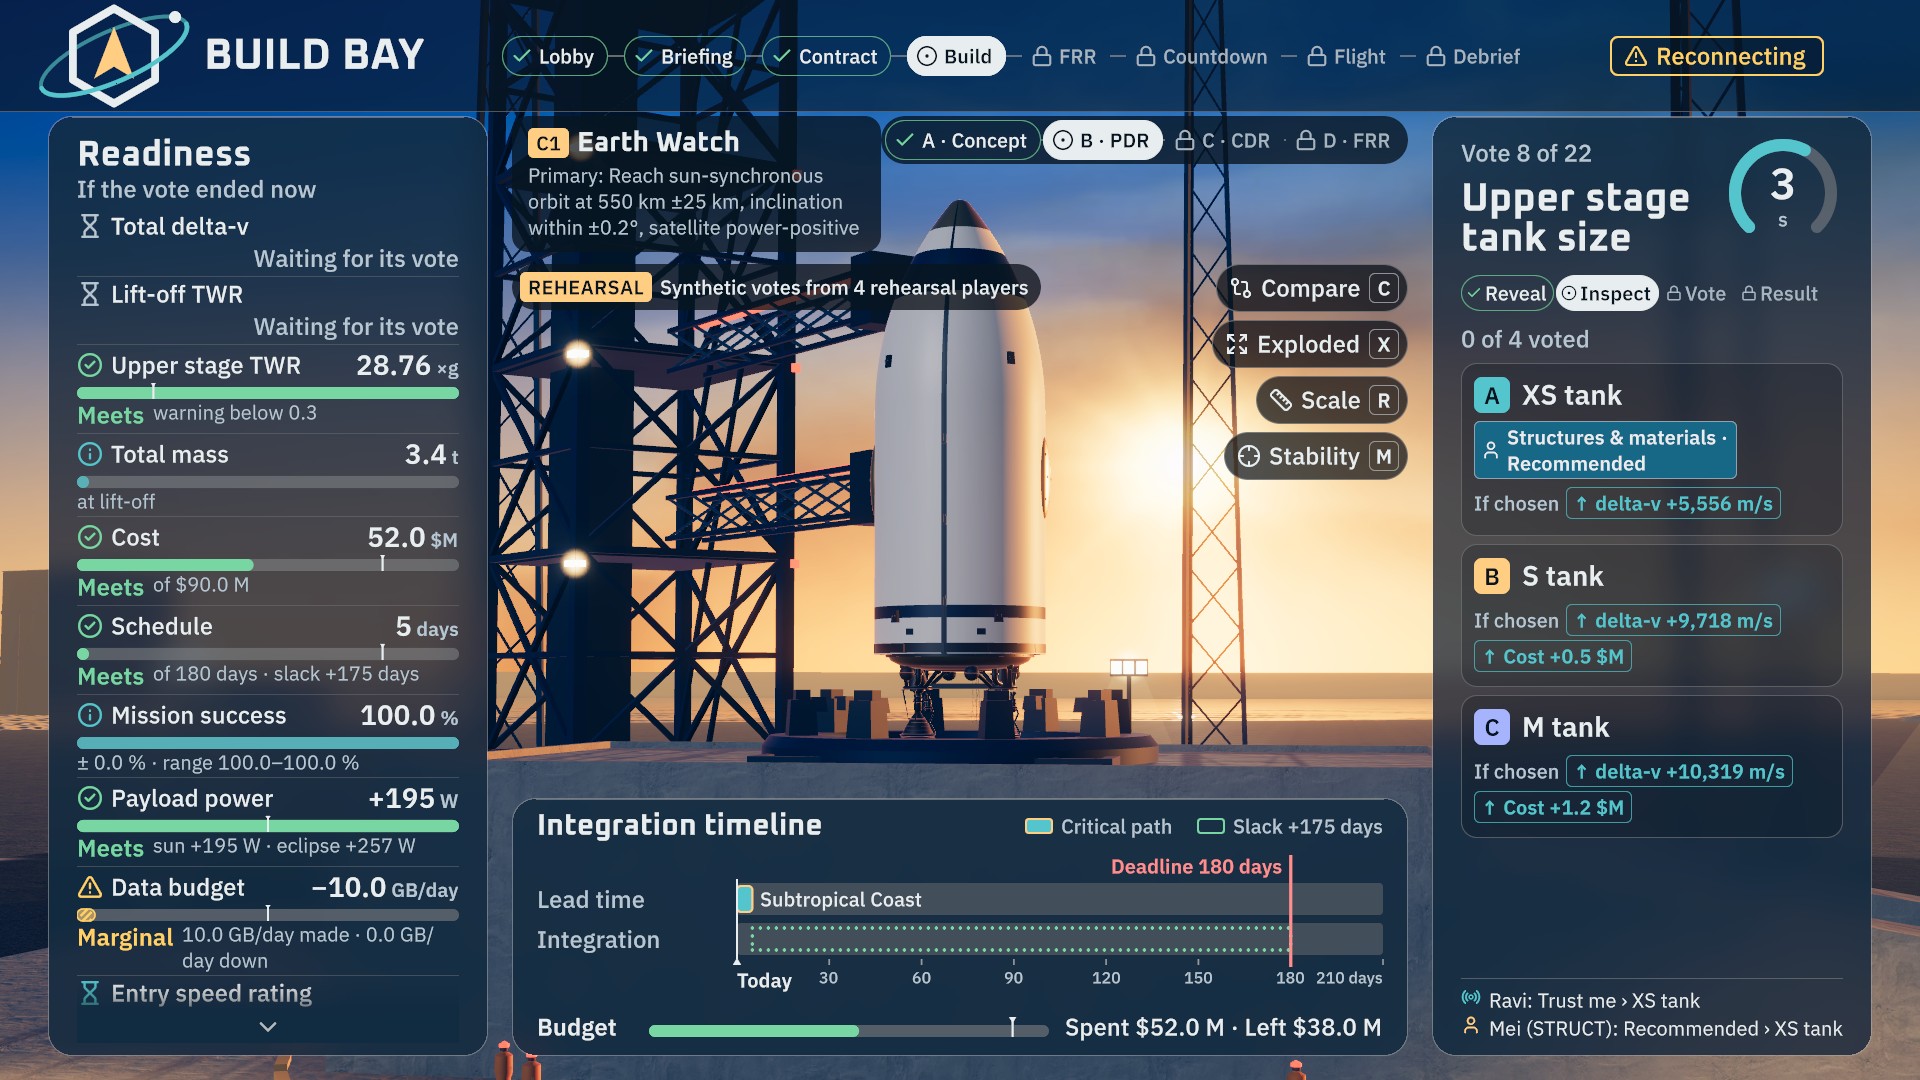 BUILD BAY
Lobby
Briefing
Contract
Build
FRR
Countdown
Flight
Debrief
Reconnecting
Readiness
If the vote ended now
Total delta-v
Waiting for its vote
Lift-off TWR
Waiting for its vote
Upper stage TWR 28.76 ×g
Meets warning below 0.3
Total mass 3.4 t
at lift-off
Cost 52.0 $M
Meets of $90.0 M
Schedule 5 days
Meets of 180 days · slack +175 days
Mission success 100.0 %
± 0.0 % · range 100.0–100.0 %
Payload power +195 W
Meets sun +195 W · eclipse +257 W
Data budget −10.0 GB/day
Marginal 10.0 GB/day made · 0.0 GB/
day down
Entry speed rating
C1 Earth Watch
Primary: Reach sun-synchronous
orbit at 550 km ±25 km, inclination
within ±0.2°, satellite power-positive
A · Concept
B · PDR
C · CDR
D · FRR
REHEARSAL Synthetic votes from 4 rehearsal players
Compare C
Exploded X
Scale R
Stability M
Integration timeline
Critical path
Slack +175 days
Deadline 180 days
Lead time
Subtropical Coast
Integration
Today 30 60 90 120 150 180 210 days
Budget
Spent $52.0 M · Left $38.0 M
Vote 8 of 22
Upper stage
tank size
3
s
Reveal
Inspect
Vote
Result
0 of 4 voted
A XS tank
Structures & materials ·
Recommended
If chosen ↑ delta-v +5,556 m/s
B S tank
If chosen ↑ delta-v +9,718 m/s
↑ Cost +0.5 $M
C M tank
If chosen ↑ delta-v +10,319 m/s
↑ Cost +1.2 $M
Ravi: Trust me › XS tank
Mei (STRUCT): Recommended › XS tank